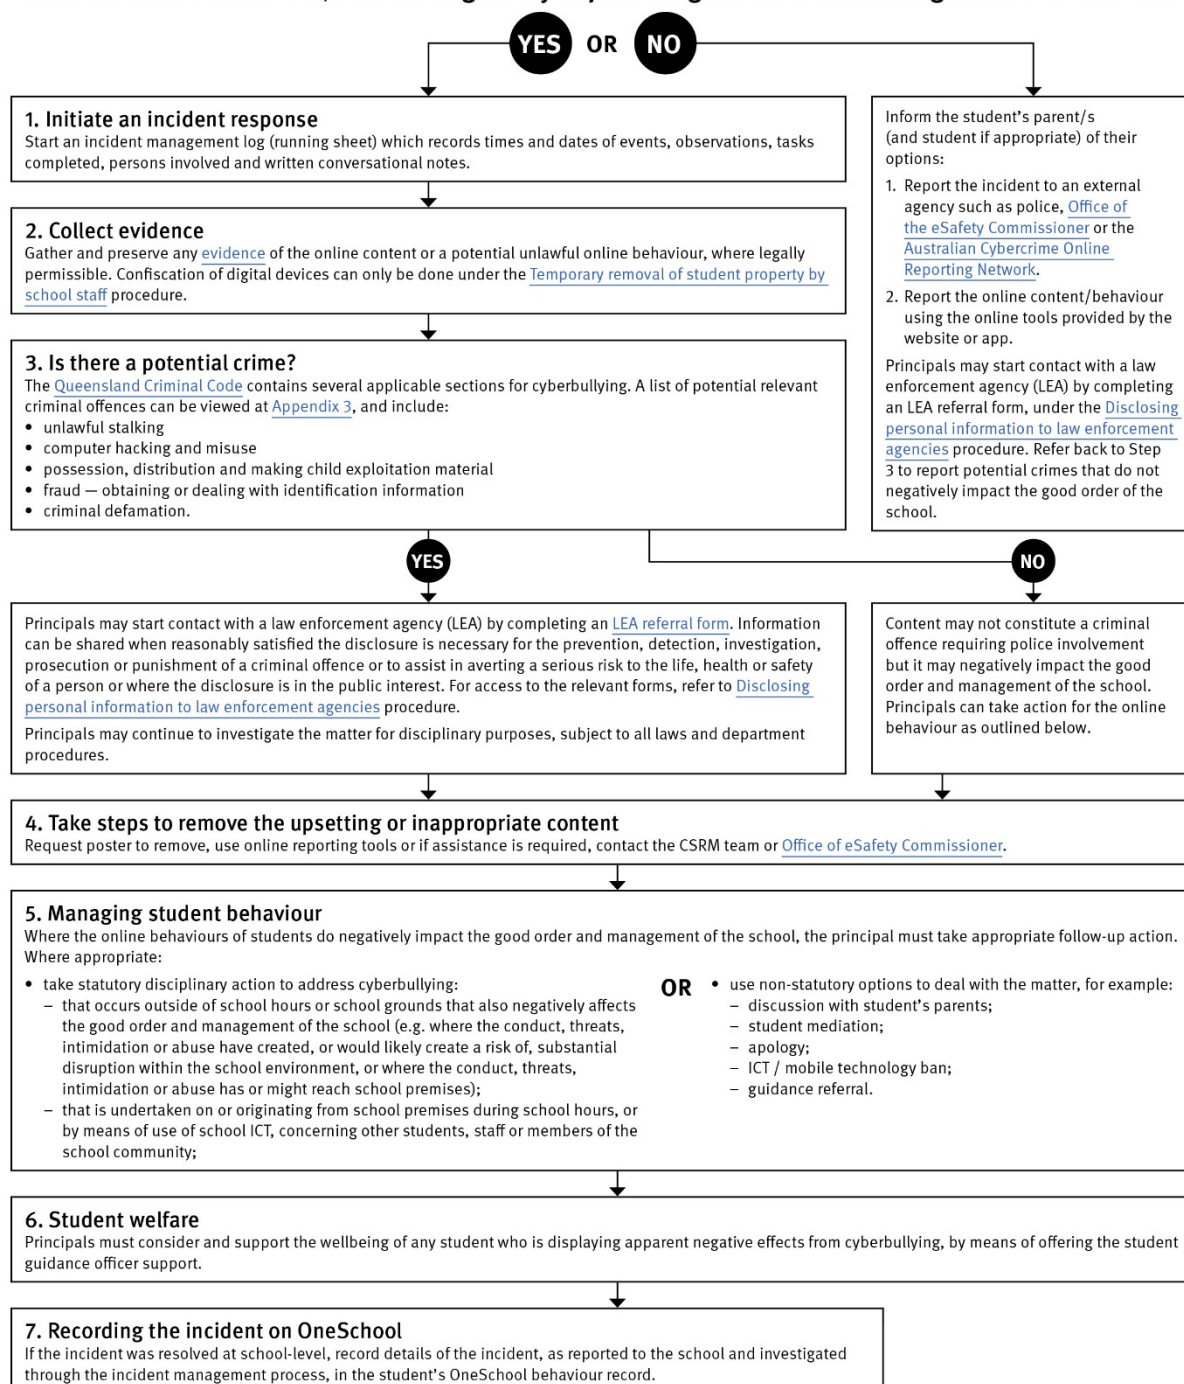 YES OR NO
1. Initiate an incident response
Start an incident management log (running sheet) which records times and dates of events, observations, tasks
completed, persons involved and written conversational notes.
2. Collect evidence
Gather and preserve any evidence of the online content or a potential unlawful online behaviour, where legally
permissible. Confiscation of digital devices can only be done under the Temporary removal of student property by
school staff procedure.
3. Is there a potential crime?
The Queensland Criminal Code contains several applicable sections for cyberbullying. A list of potential relevant
criminal offences can be viewed at Appendix 3, and include:
• unlawful stalking
• computer hacking and misuse
• possession, distribution and making child exploitation material
• fraud — obtaining or dealing with identification information
• criminal defamation.
Inform the student's parent/s
(and student if appropriate) of their
options:
1. Report the incident to an external
agency such as police, Office of
the eSafety Commissioner or the
Australian Cybercrime Online
Reporting Network.
2. Report the online content/behaviour
using the online tools provided by the
website or app.
Principals may start contact with a law
enforcement agency (LEA) by completing
an LEA referral form, under the Disclosing
personal information to law enforcement
agencies procedure. Refer back to Step
3 to report potential crimes that do not
negatively impact the good order of the
school.
YES
NO
Principals may start contact with a law enforcement agency (LEA) by completing an LEA referral form. Information
can be shared when reasonably satisfied the disclosure is necessary for the prevention, detection, investigation,
prosecution or punishment of a criminal offence or to assist in averting a serious risk to the life, health or safety
of a person or where the disclosure is in the public interest. For access to the relevant forms, refer to Disclosing
personal information to law enforcement agencies procedure.
Principals may continue to investigate the matter for disciplinary purposes, subject to all laws and department
procedures.
Content may not constitute a criminal
offence requiring police involvement
but it may negatively impact the good
order and management of the school.
Principals can take action for the online
behaviour as outlined below.
4. Take steps to remove the upsetting or inappropriate content
Request poster to remove, use online reporting tools or if assistance is required, contact the CSRM team or Office of eSafety Commissioner.
5. Managing student behaviour
Where the online behaviours of students do negatively impact the good order and management of the school, the principal must take appropriate follow-up action.
Where appropriate:
• take statutory disciplinary action to address cyberbullying:
– that occurs outside of school hours or school grounds that also negatively affects
the good order and management of the school (e.g. where the conduct, threats,
intimidation or abuse have created, or would likely create a risk of, substantial
disruption within the school environment, or where the conduct, threats,
intimidation or abuse has or might reach school premises);
– that is undertaken on or originating from school premises during school hours, or
by means of use of school ICT, concerning other students, staff or members of the
school community;
OR
• use non-statutory options to deal with the matter, for example:
– discussion with student's parents;
– student mediation;
– apology;
– ICT / mobile technology ban;
– guidance referral.
6. Student welfare
Principals must consider and support the wellbeing of any student who is displaying apparent negative effects from cyberbullying, by means of offering the student
guidance officer support.
7. Recording the incident on OneSchool
If the incident was resolved at school-level, record details of the incident, as reported to the school and investigated
through the incident management process, in the student's OneSchool behaviour record.